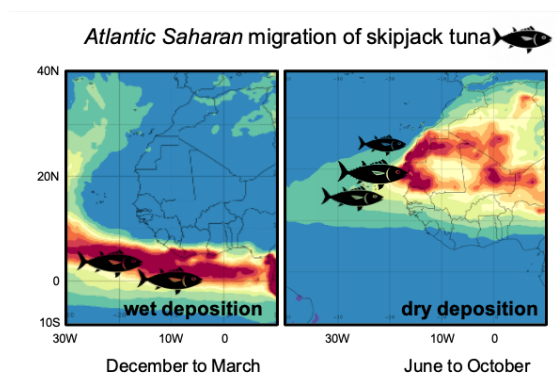 Atlantic Saharan migration of skipjack tuna
40N
20N
0
10S
wet deposition
dry deposition
30W 10W 0
30W 10W 0
December to March
June to October